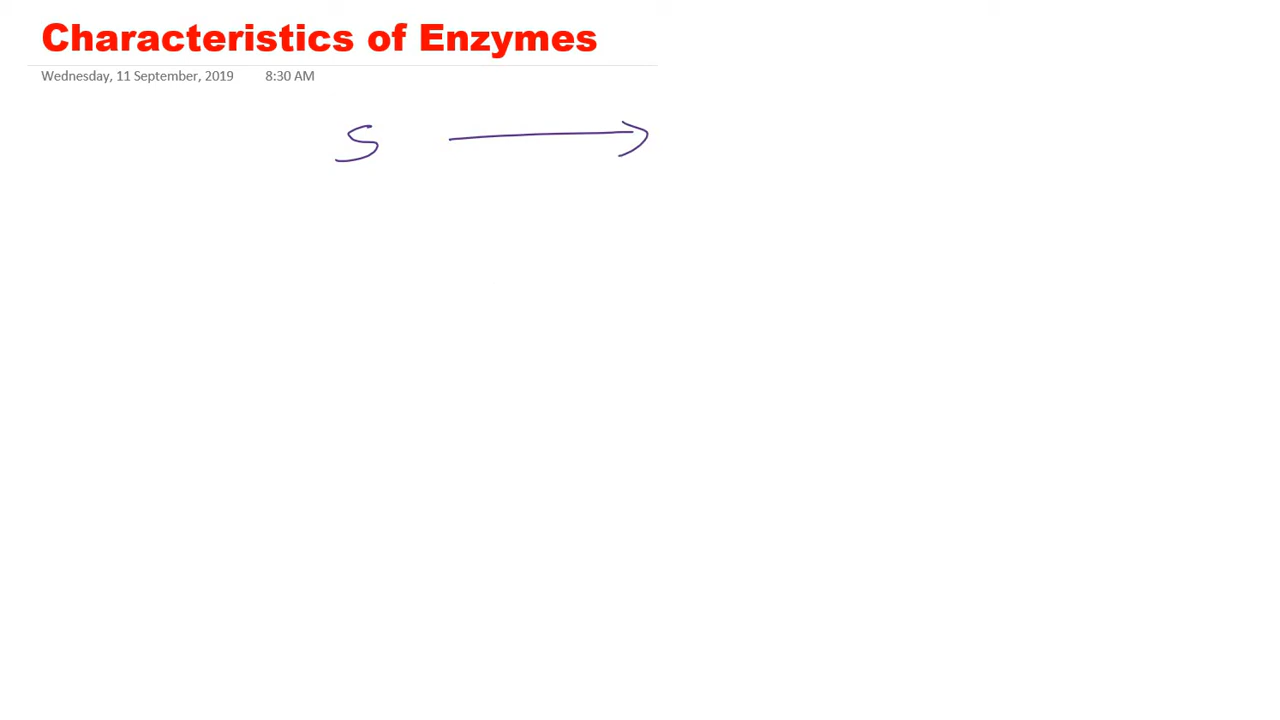 Characteristics of Enzymes
Wednesday, 11 September, 2019 8:30 AM
S →